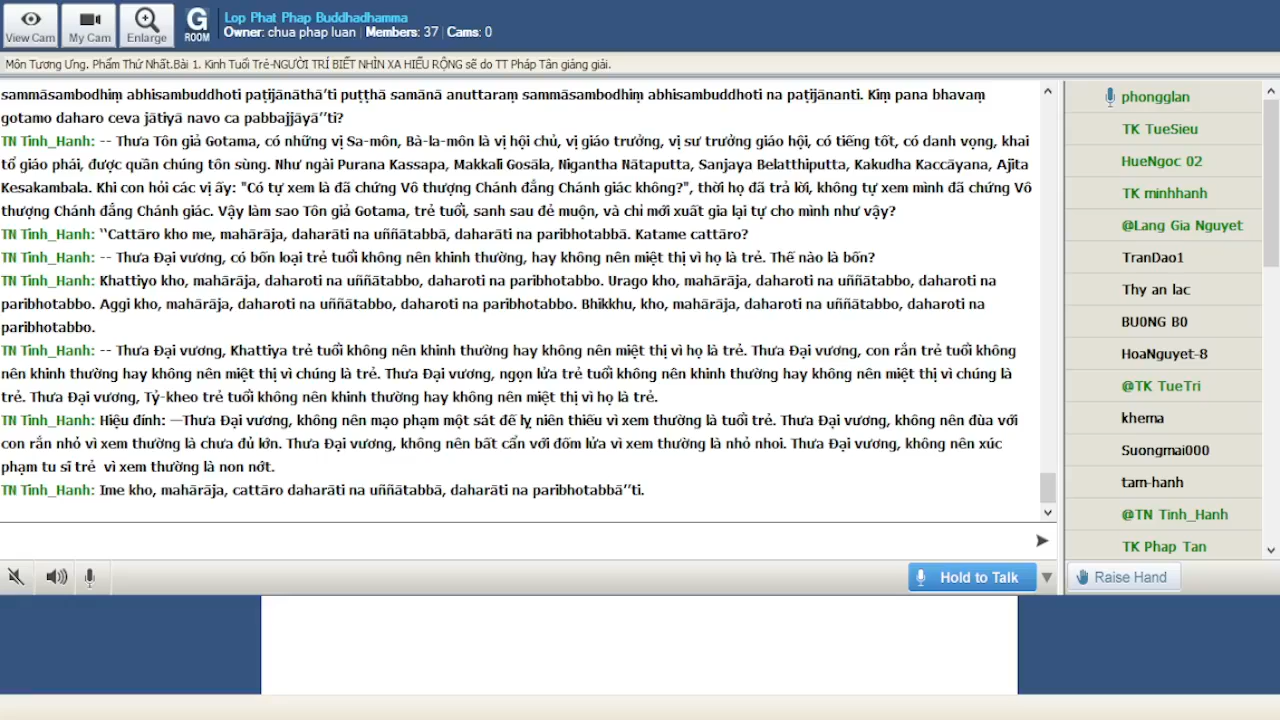 View Cam
My Cam
Enlarge
G
ROOM
Lop Phat Phap Buddhadhamma
Owner: chua phap luan Members: 37 Cams: 0
Môn Tương Ưng. Phẩm Thứ Nhất.Bài 1. Kinh Tuổi Trẻ-NGƯỜI TRÍ BIẾT NHÌN XA HIỂU RỘNG sẽ do TT Pháp Tân giảng giải.
sammāsambodhiṃ abhisambuddhoti paṭijānāthā'ti puṭṭhā samānā anuttaraṃ sammāsambodhiṃ abhisambuddhoti na paṭijānanti. Kiṃ pana bhavaṃ
gotamo daharo ceva jātiyā navo ca pabbajjāyā''ti?
TN Tinh_Hanh: -- Thưa Tôn giả Gotama, có những vị Sa-môn, Bà-la-môn là vị hội chủ, vị giáo trưởng, vị sư trưởng giáo hội, có tiếng tốt, có danh vọng, khai
tổ giáo phái, được quần chúng tôn sùng. Như ngài Purana Kassapa, Makkali Gosāla, Nigantha Nātaputta, Sanjaya Belatthiputta, Kakudha Kaccāyana, Ajita
Kesakambala. Khi con hỏi các vị ấy: "Có tự xem là đã chứng Vô thượng Chánh đẳng Chánh giác không?", thời họ đã trả lời, không tự xem mình đã chứng Vô
thượng Chánh đẳng Chánh giác. Vậy làm sao Tôn giả Gotama, trẻ tuổi, sanh sau đẻ muộn, và chỉ mới xuất gia lại tự cho mình như vậy?
TN Tinh_Hanh: ‘‘Cattāro kho me, mahārāja, daharāti na uññātabbā, daharāti na paribhotabbā. Katame cattāro?
TN Tinh_Hanh: -- Thưa Đại vương, có bốn loại trẻ tuổi không nên khinh thường, hay không nên miệt thị vì họ là trẻ. Thế nào là bốn?
TN Tinh_Hanh: Khattiyo kho, mahārāja, daharoti na uññātabbo, daharoti na paribhotabbo. Urago kho, mahārāja, daharoti na uññātabbo, daharoti na
paribhotabbo. Aggi kho, mahārāja, daharoti na uññātabbo, daharoti na paribhotabbo. Bhikkhu, kho, mahārāja, daharoti na uññātabbo, daharoti na
paribhotabbo.
TN Tinh_Hanh: -- Thưa Đại vương, Khattiya trẻ tuổi không nên khinh thường hay không nên miệt thị vì họ là trẻ. Thưa Đại vương, con rắn trẻ tuổi không
nên khinh thường hay không nên miệt thị vì chúng là trẻ. Thưa Đại vương, ngọn lửa trẻ tuổi không nên khinh thường hay không nên miệt thị vì chúng là
trẻ. Thưa Đại vương, Tỷ-kheo trẻ tuổi không nên khinh thường hay không nên miệt thị vì họ là trẻ.
TN Tinh_Hanh: Hiệu đính: —Thưa Đại vương, không nên mạo phạm một sát đế lỵ niên thiếu vì xem thường là tuổi trẻ. Thưa Đại vương, không nên đùa với
con rắn nhỏ vì xem thường là chưa đủ lớn. Thưa Đại vương, không nên bất cẩn với đốm lửa vì xem thường là nhỏ nhoi. Thưa Đại vương, không nên xúc
phạm tu sĩ trẻ vì xem thường là non nớt.
TN Tinh_Hanh: Ime kho, mahārāja, cattāro daharāti na uññātabbā, daharāti na paribhotabbā’’ti.
phongglan
TK TueSieu
HueNgoc 02
TK minhhanh
@Lang Gia Nguyet
TranDao1
Thy an lac
BU0NG B0
HoaNguyet-8
@TK TueTri
khema
Suongmai000
tam-hanh
@TN Tinh_Hanh
TK Phap Tan
Hold to Talk
Raise Hand